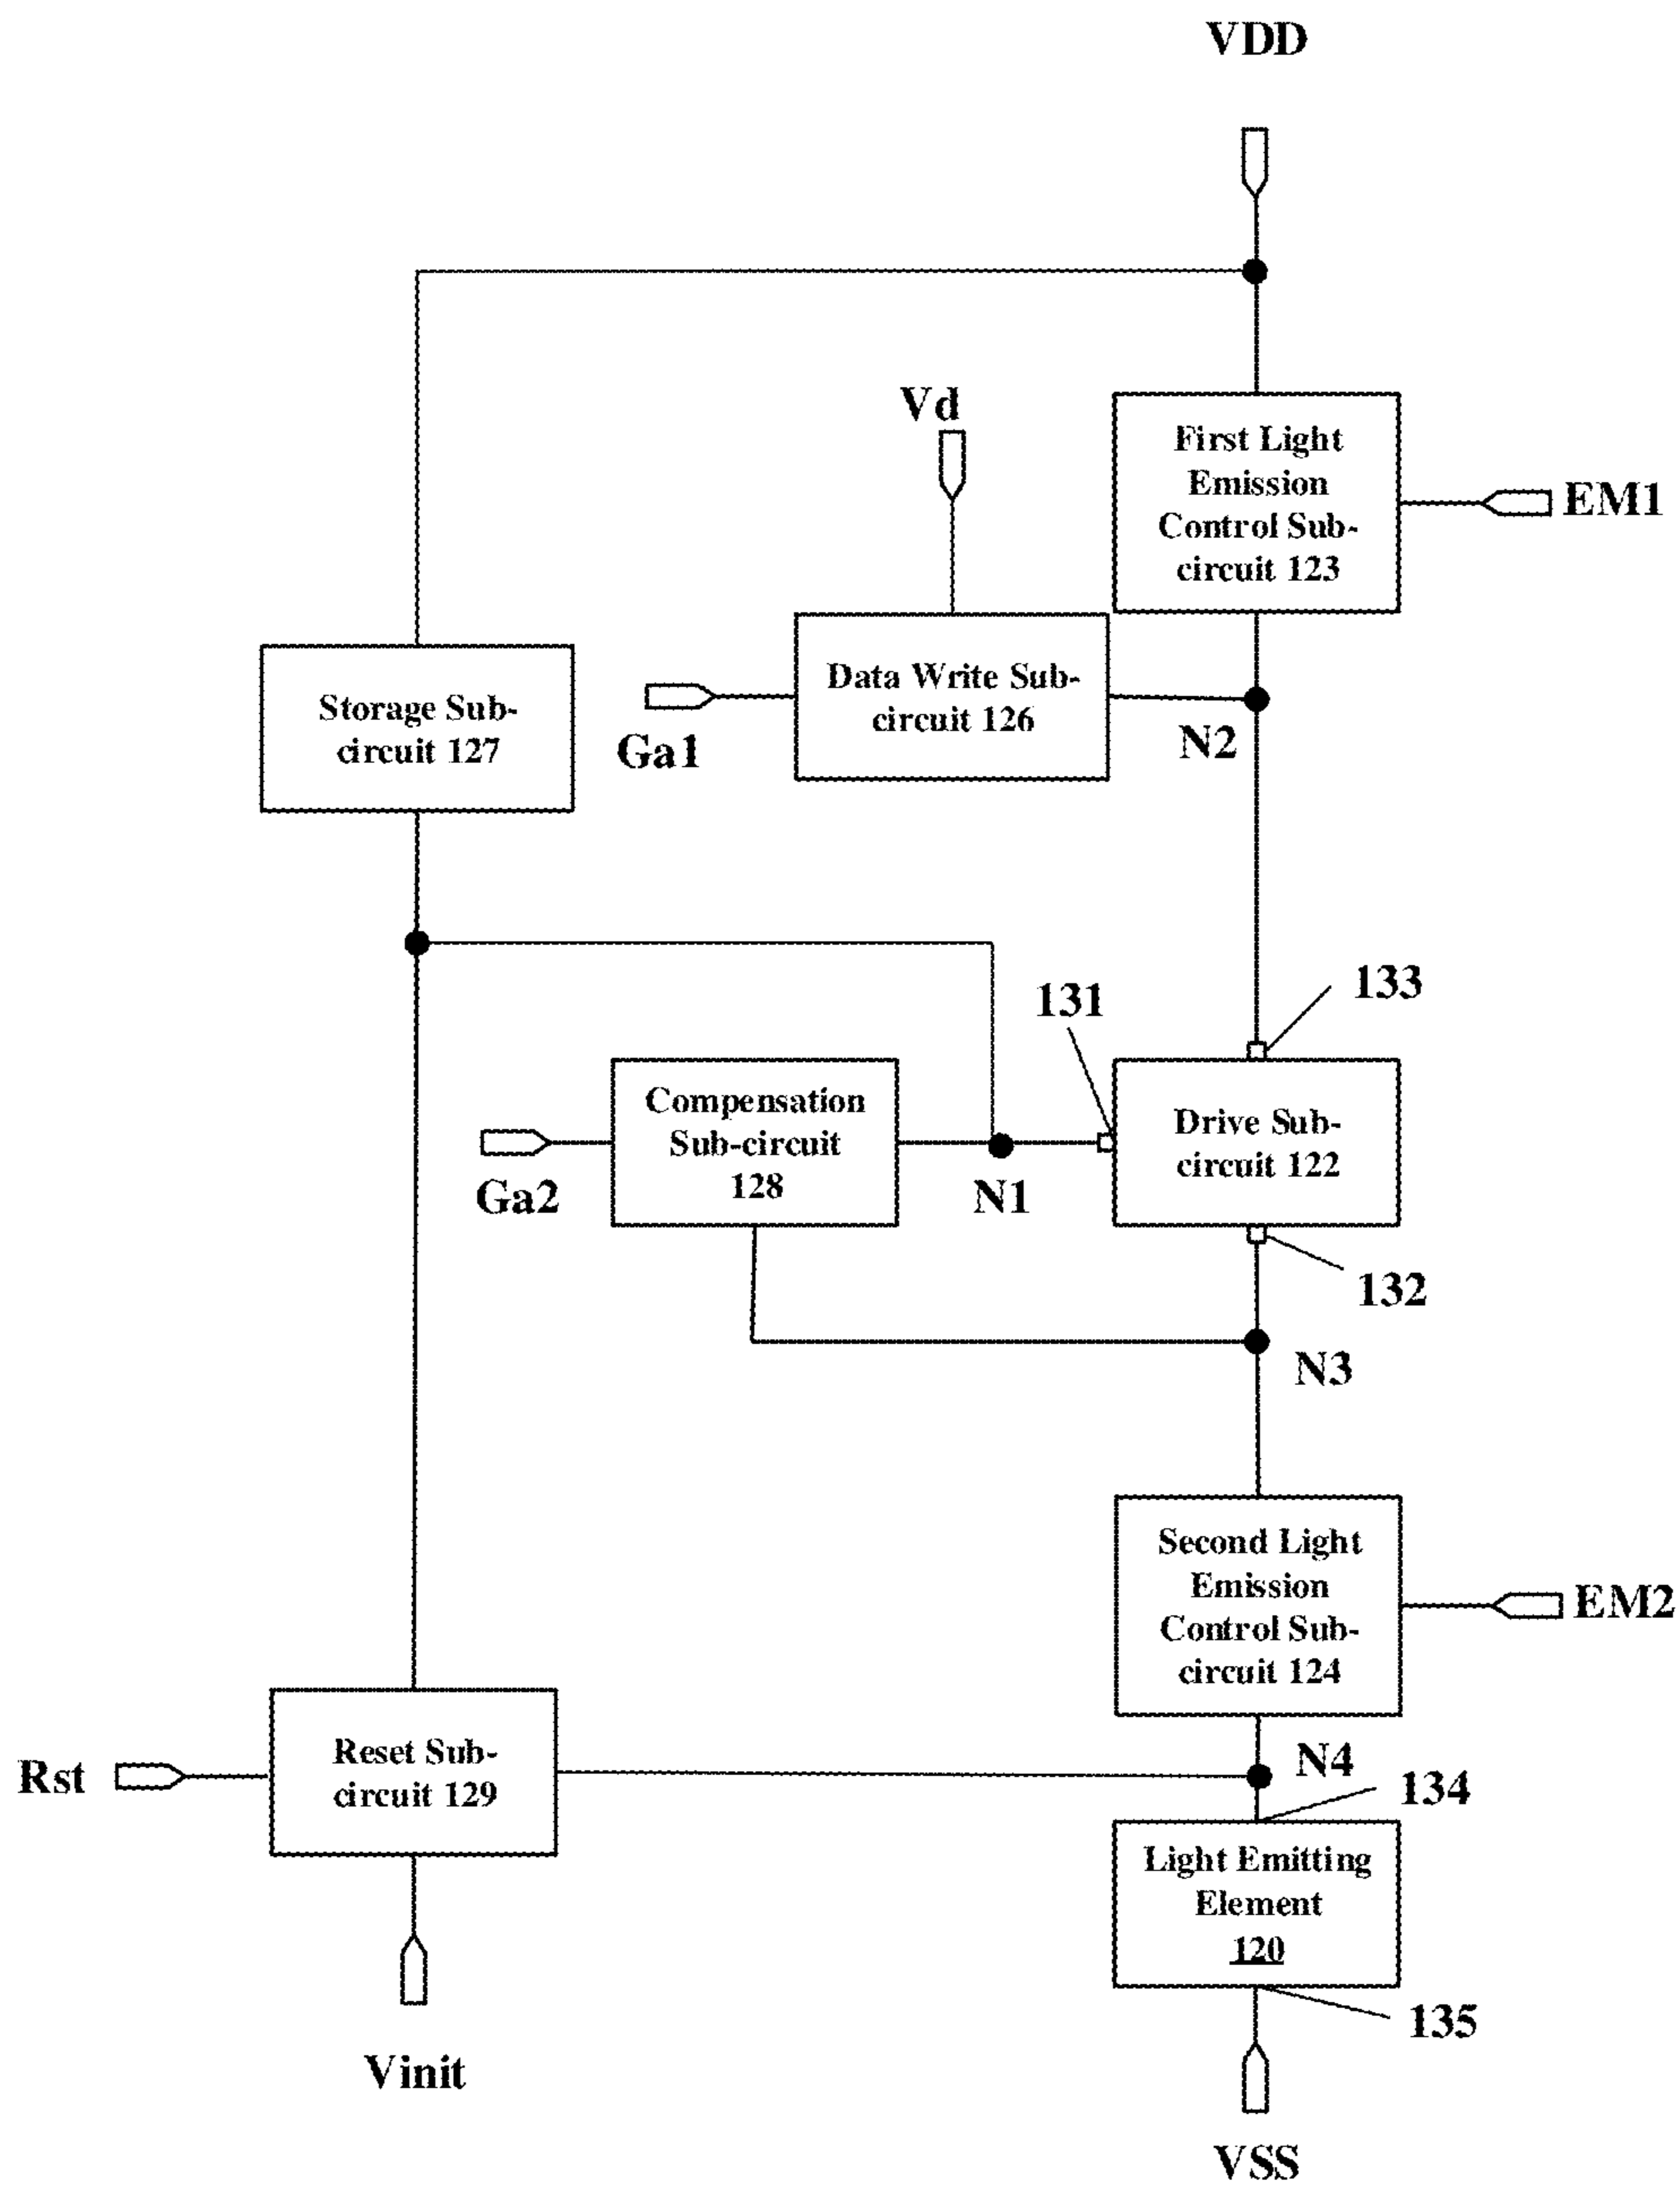 VDD
Vd
First Light
Emission
Control Sub-
circuit 123
EM1
Data Write Sub-
circuit 126
Storage Sub-
circuit 127
Ga1
N2
133
131
Compensation
Sub-circuit
128
Drive Sub-
circuit 122
Ga2
N1
132
N3
Second Light
Emission
Control Sub-
circuit 124
EM2
Reset Sub-
circuit 129
Rst
N4
134
Light Emitting
Element
120
135
Vinit
VSS